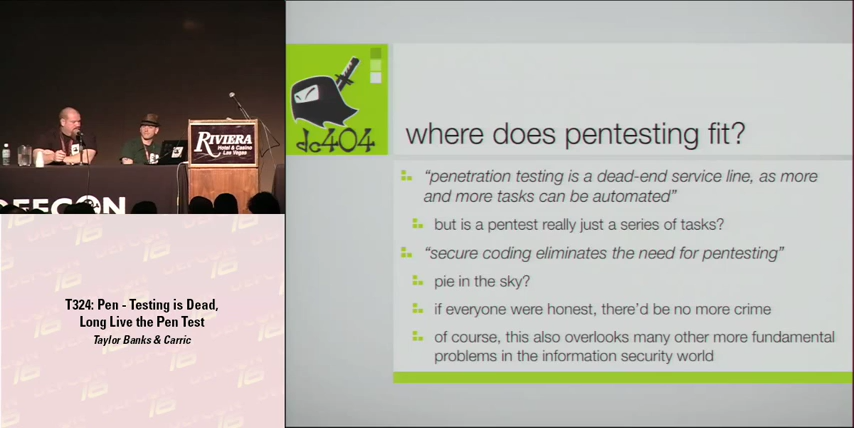 RIVIERA
Hotel & Casino
Las Vegas
DEFCON
T324: Pen - Testing is Dead,
Long Live the Pen Test
Taylor Banks & Carric
dc404
where does pentesting fit?
“penetration testing is a dead-end service line, as more
and more tasks can be automated”
but is a pentest really just a series of tasks?
“secure coding eliminates the need for pentesting”
pie in the sky?
if everyone were honest, there’d be no more crime
of course, this also overlooks many other more fundamental
problems in the information security world